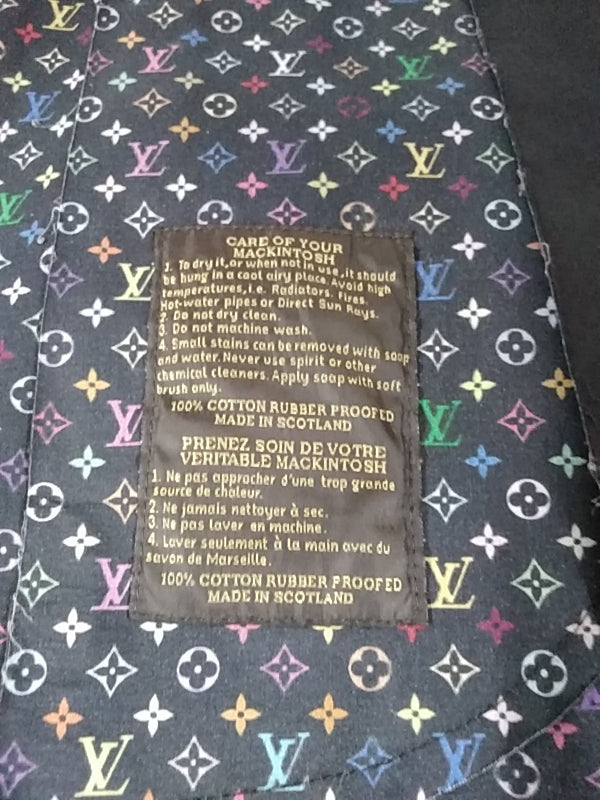 CARE OF YOUR
MACKINTOSH
1. To dry it, or when not in use, it should
be hung in a cool airy place. Avoid high
temperatures, i.e. Radiators. Fires.
Hot-water pipes or Direct Sun Rays.
2. Do not dry clean.
3. Do not machine wash.
4. Small stains can be removed with soap
and water. Never use spirit or other
chemical cleaners. Apply soap with soft
brush only.
100% COTTON RUBBER PROOFED
MADE IN SCOTLAND
PRENEZ SOIN DE VOTRE
VERITABLE MACKINTOSH
1. Ne pas approcher d'une trop grande
source de chaleur.
2. Ne jamais nettoyer à sec.
3. Ne pas laver en machine.
4. Laver seulement à la main avec du
savon de Marseille.
100% COTTON RUBBER PROOFED
MADE IN SCOTLAND